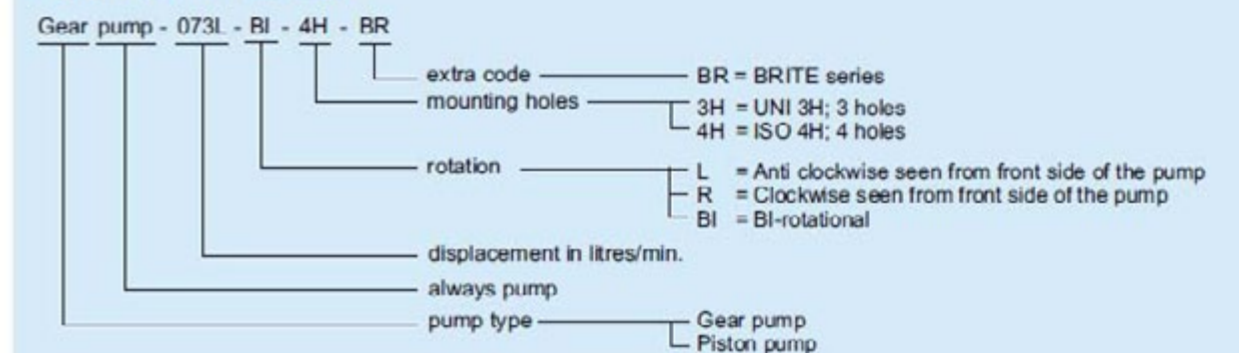 Gear pump - 073L - BI - 4H - BR
extra code BR = BRITE series
mounting holes 3H = UNI 3H; 3 holes
4H = ISO 4H; 4 holes
rotation L = Anti clockwise seen from front side of the pump
R = Clockwise seen from front side of the pump
BI = BI-rotational
displacement in litres/min.
always pump
pump type Gear pump
Piston pump